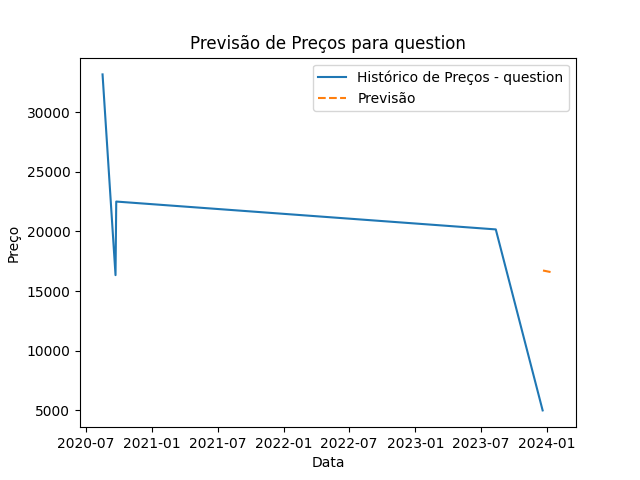 Previsão de Preços para question
Histórico de Preços - question
Previsão
Preço
30000
25000
20000
15000
10000
5000
2020-07 2021-01 2021-07 2022-01 2022-07 2023-01 2023-07 2024-01
Data